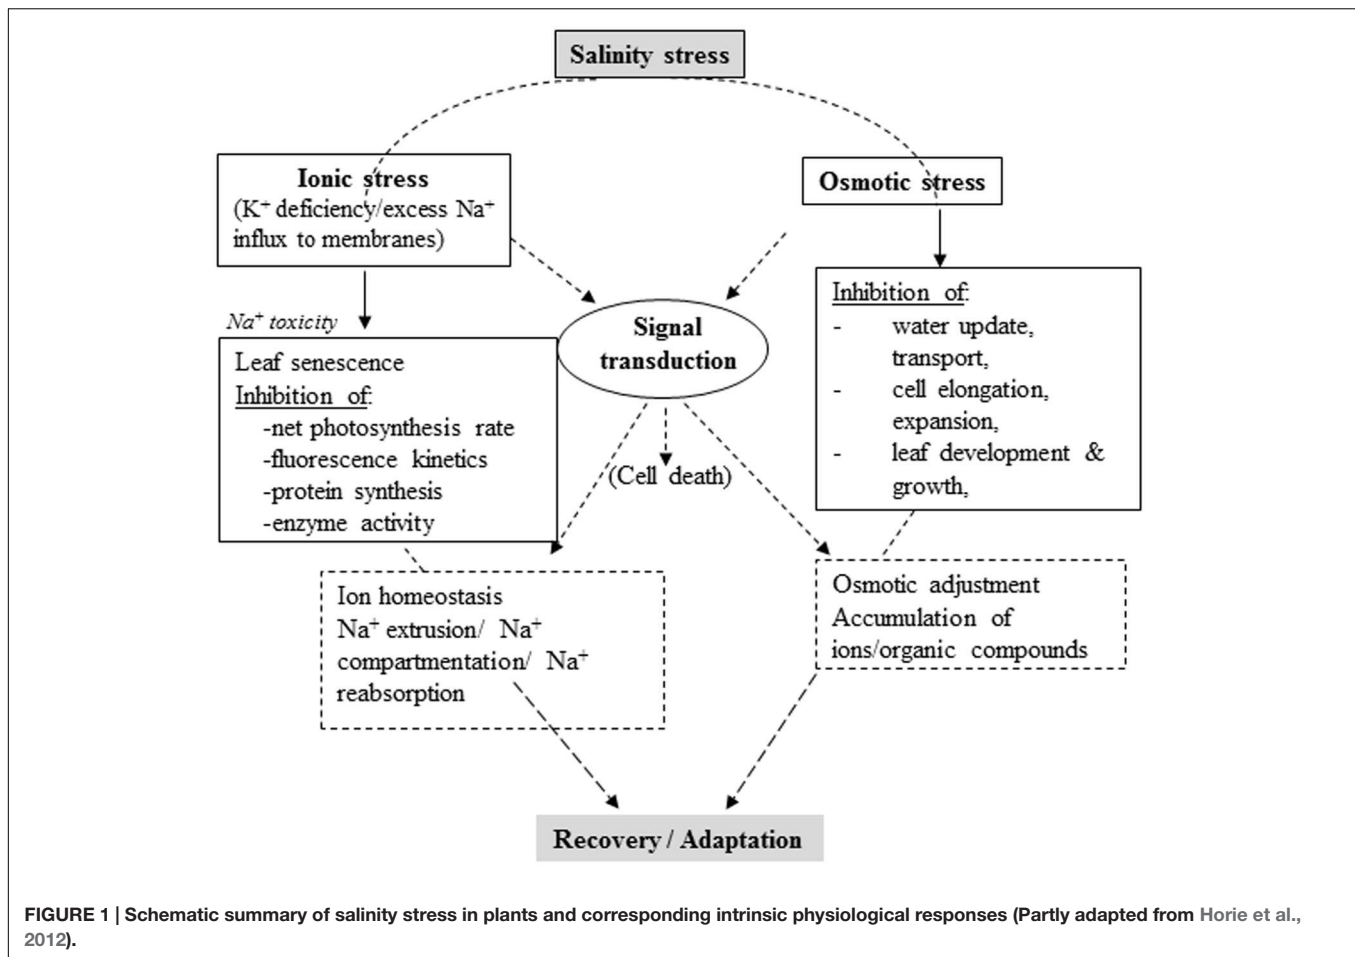 Salinity stress
Ionic stress
(K⁺ deficiency/excess Na⁺
influx to membranes)
Osmotic stress
Na⁺ toxicity
Leaf senescence
Inhibition of:
-net photosynthesis rate
-fluorescence kinetics
-protein synthesis
-enzyme activity
Signal
transduction
Inhibition of:
- water update,
transport,
- cell elongation,
expansion,
- leaf development &
growth,
(Cell death)
Ion homeostasis
Na⁺ extrusion/ Na⁺
compartmentation/ Na⁺
reabsorption
Osmotic adjustment
Accumulation of
ions/organic compounds
Recovery / Adaptation
FIGURE 1 | Schematic summary of salinity stress in plants and corresponding intrinsic physiological responses (Partly adapted from Horie et al.,
2012).